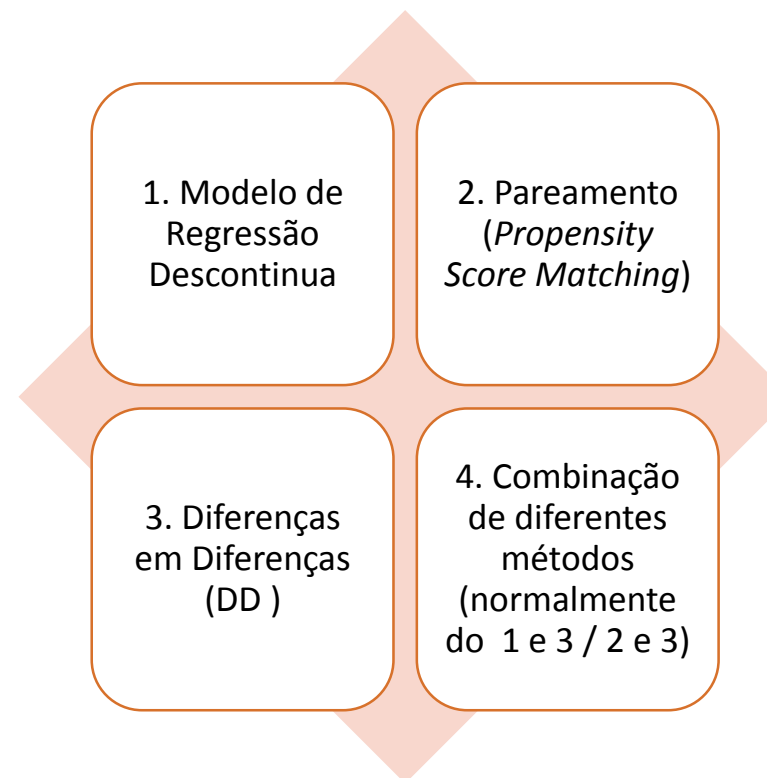 1. Modelo de
Regressão
Descontinua
2. Pareamento
(Propensity
Score Matching)
3. Diferenças
em Diferenças
(DD )
4. Combinação
de diferentes
métodos
(normalmente
do 1 e 3 / 2 e 3)